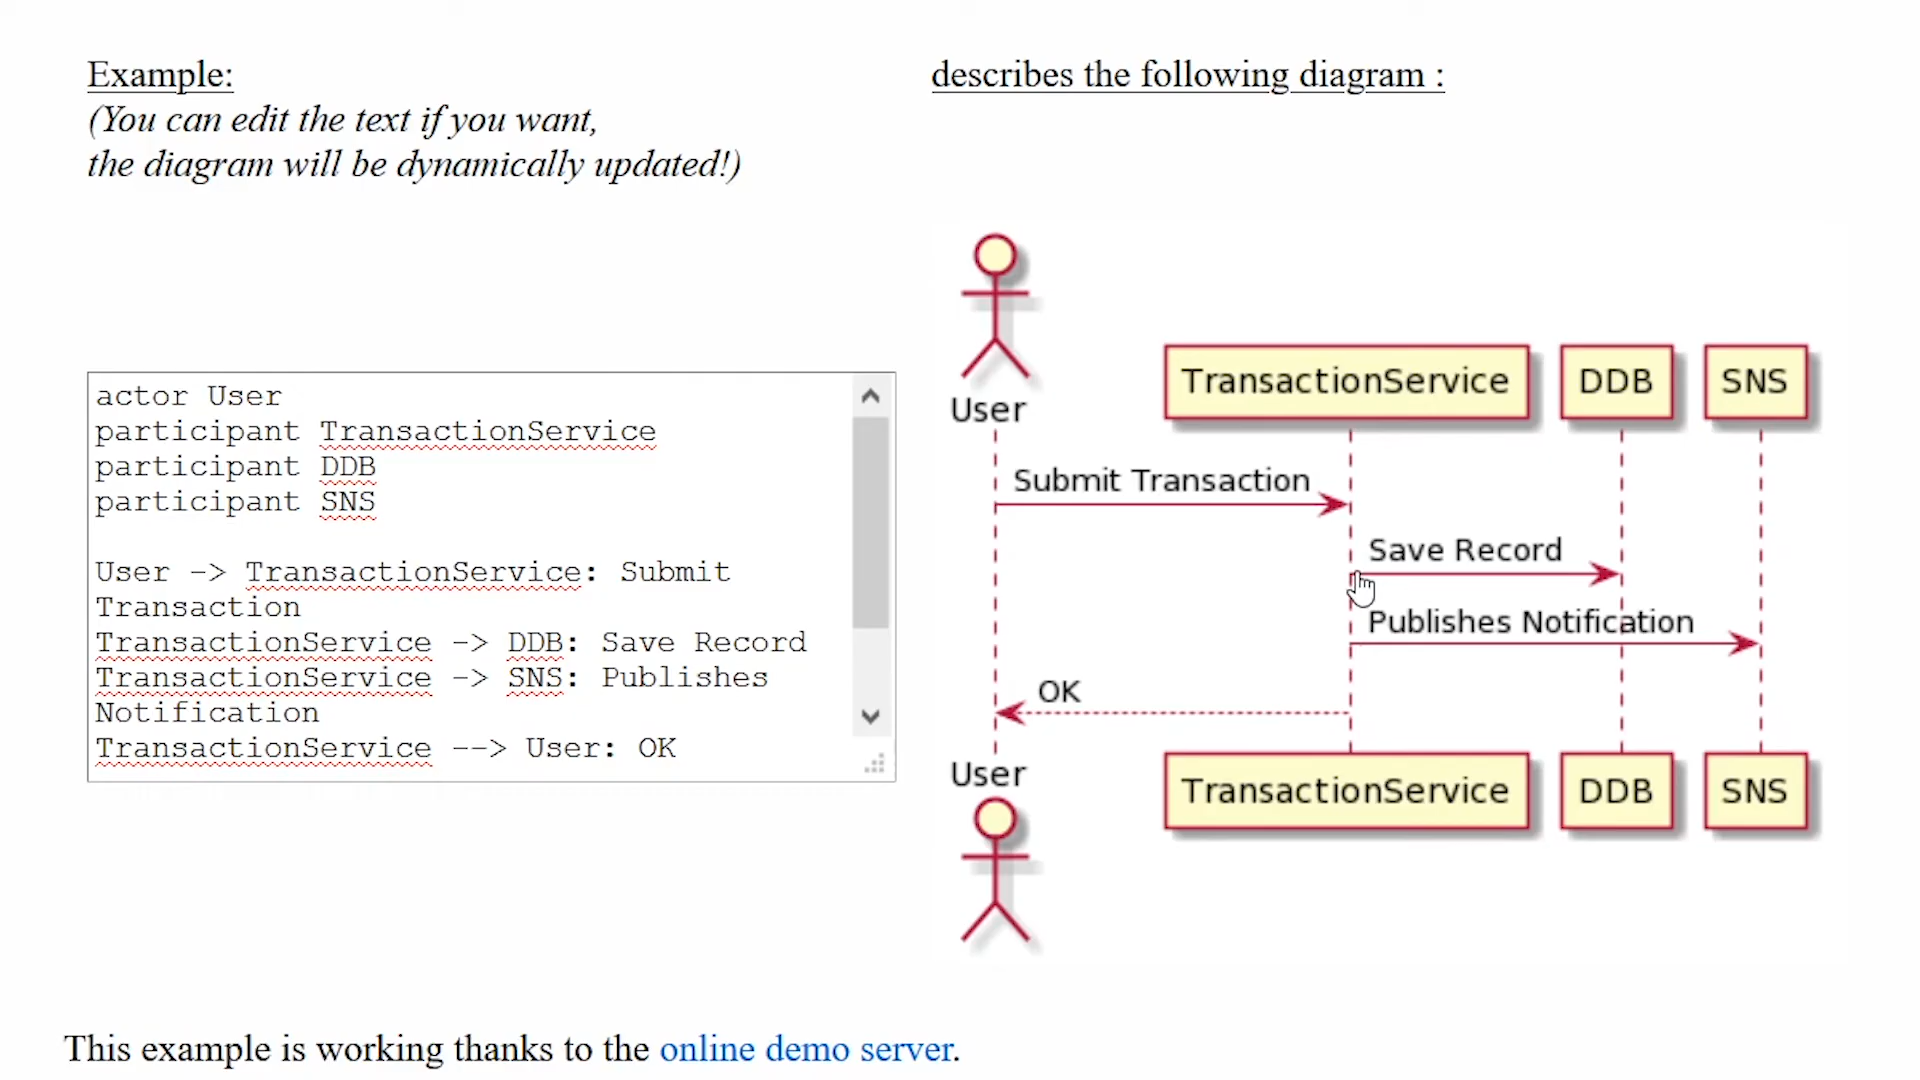 Example:
(You can edit the text if you want,
the diagram will be dynamically updated!)
actor User
participant TransactionService
participant DDB
participant SNS
User -> TransactionService: Submit
Transaction
TransactionService -> DDB: Save Record
TransactionService -> SNS: Publishes
Notification
TransactionService --> User: OK
describes the following diagram :
User
TransactionService
DDB
SNS
Submit Transaction
Save Record
Publishes Notification
OK
User
TransactionService
DDB
SNS
This example is working thanks to the online demo server.